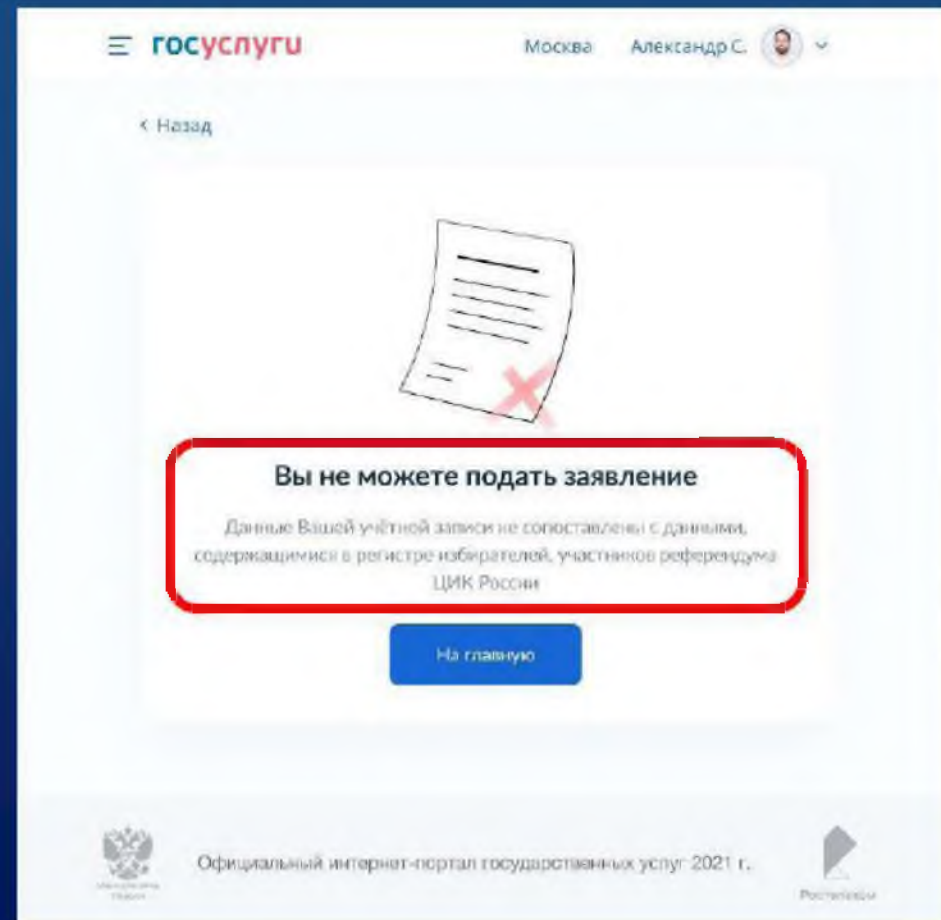 госуслуги
Москва Александр С.
< Назад
Вы не можете подать заявление
Данные Вашей учётной записи не сопоставлены с данными,
содержащимися в регистре избирателей, участников референдума
ЦИК России
На главную
Официальный интернет-портал государственных услуг 2021 г.
Ростелеком